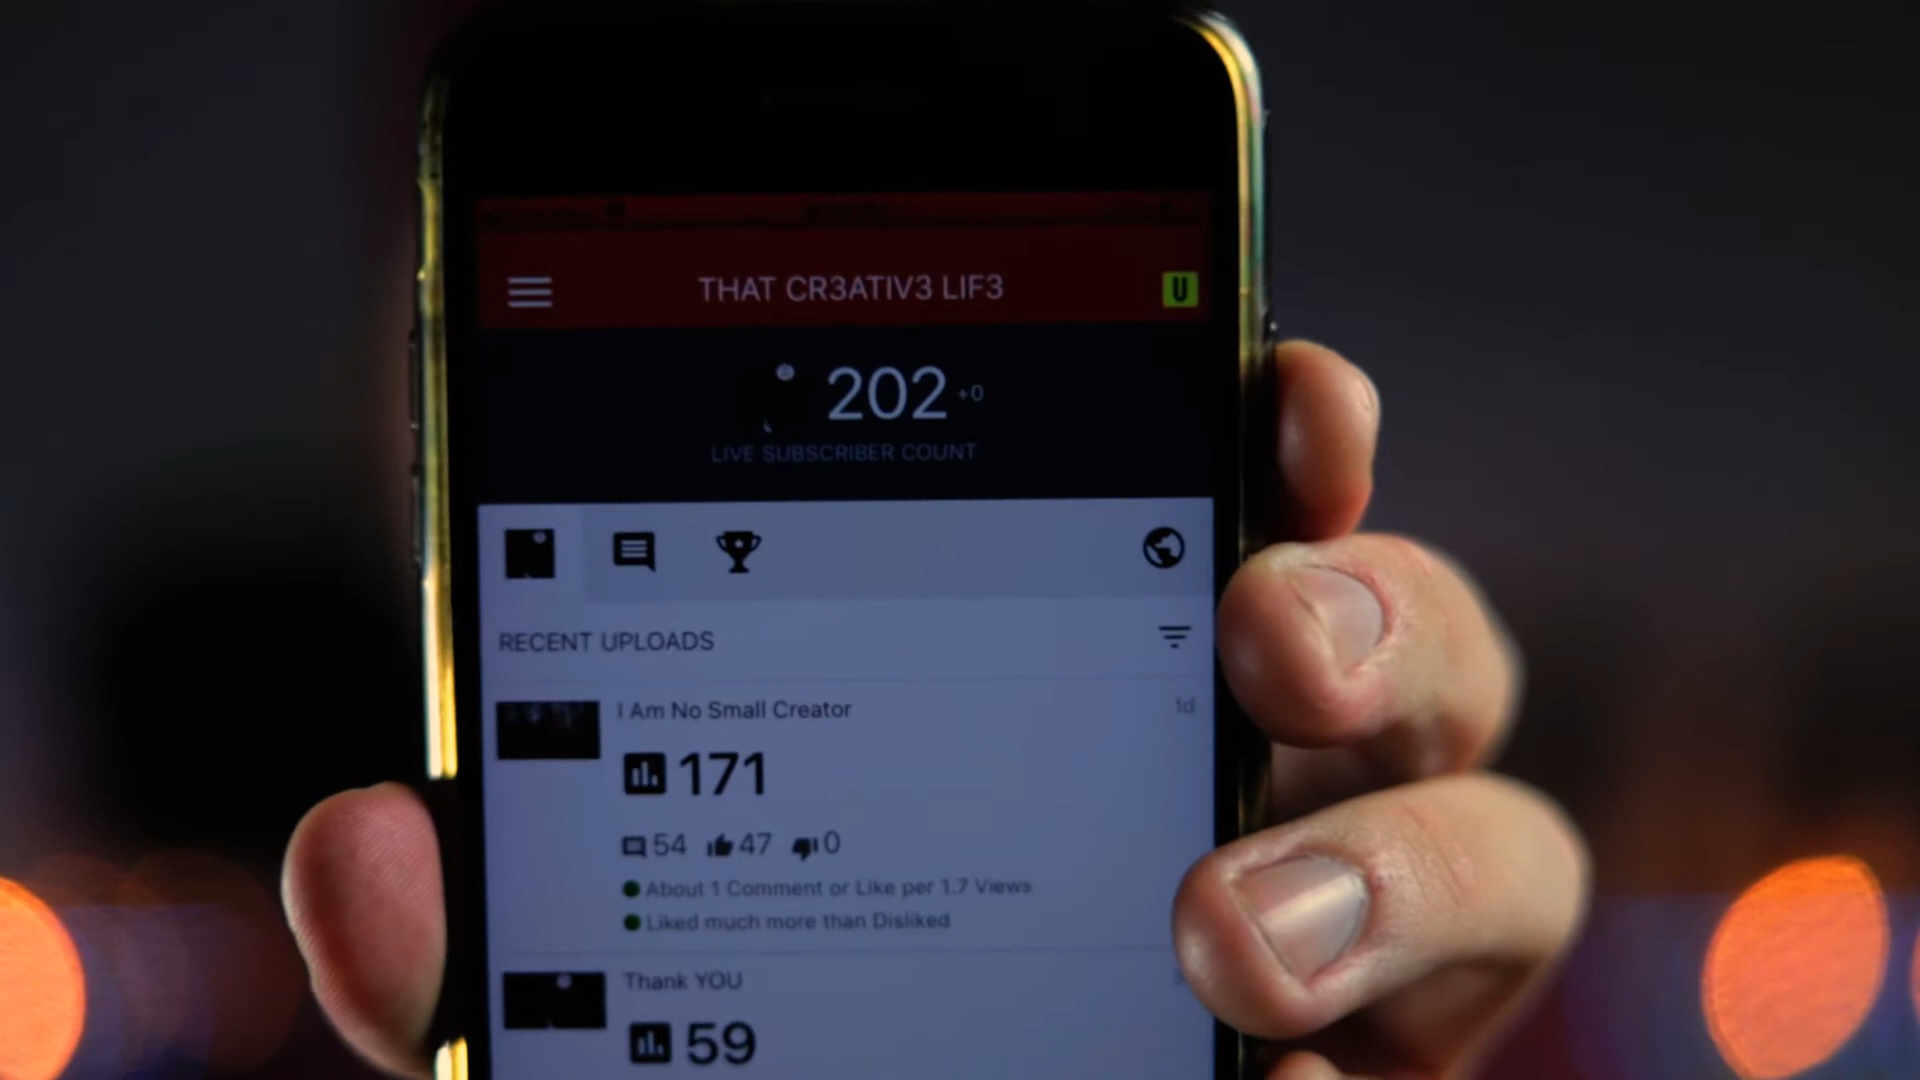 THAT CR3ATIV3 LIF3
U
202 +0
LIVE SUBSCRIBER COUNT
RECENT UPLOADS
I Am No Small Creator
1d
171
54 47 0
About 1 Comment or Like per 1.7 Views
Liked much more than Disliked
Thank YOU
59